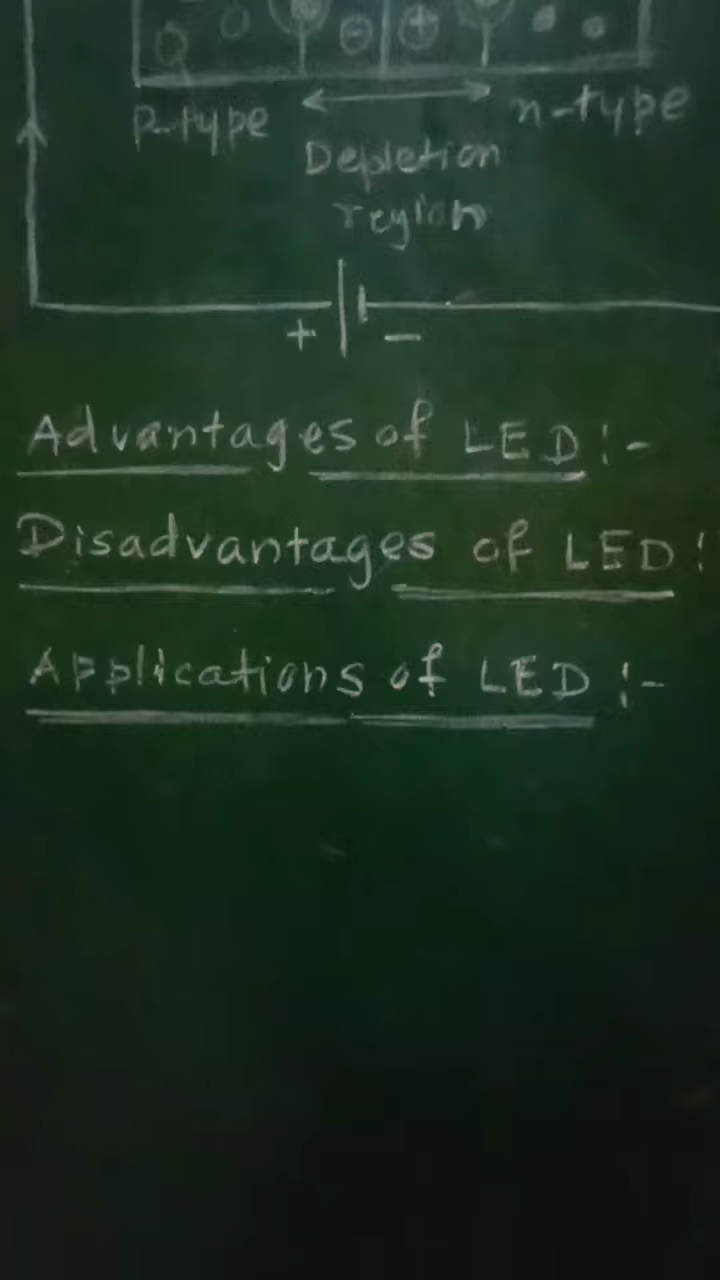 P-type n-type
Depletion
region
+ -
Advantages of LED:-
Disadvantages of LED:
Applications of LED:-